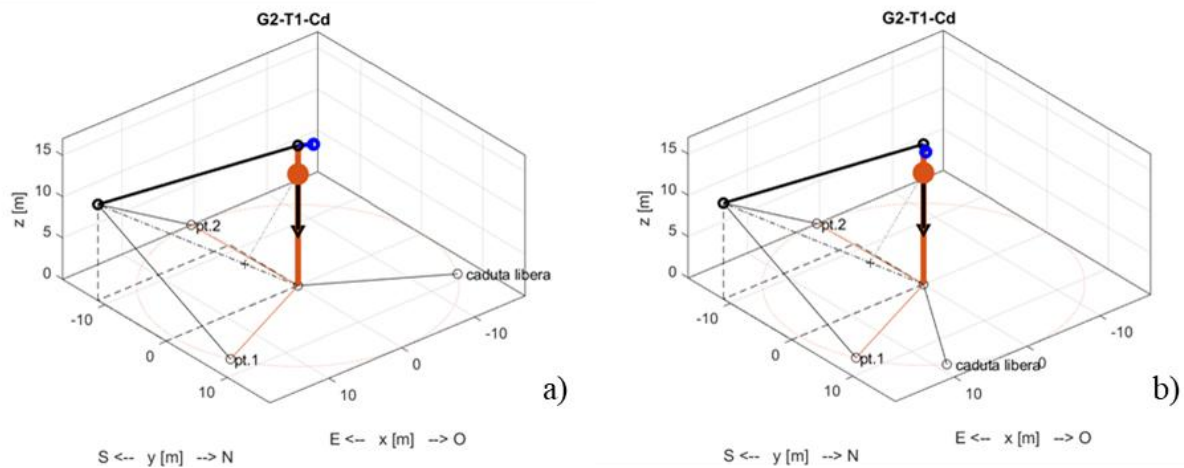 G2-T1-Cd
15
10
5
0
z [m]
pt.2
caduta libera
pt.1
-10
0
10
-10
0
10
a)
E <-- x [m] --> O
S <-- y [m] --> N
G2-T1-Cd
15
10
5
0
z [m]
pt.2
pt.1
caduta libera
-10
0
10
-10
0
10
b)
E <-- x [m] --> O
S <-- y [m] --> N